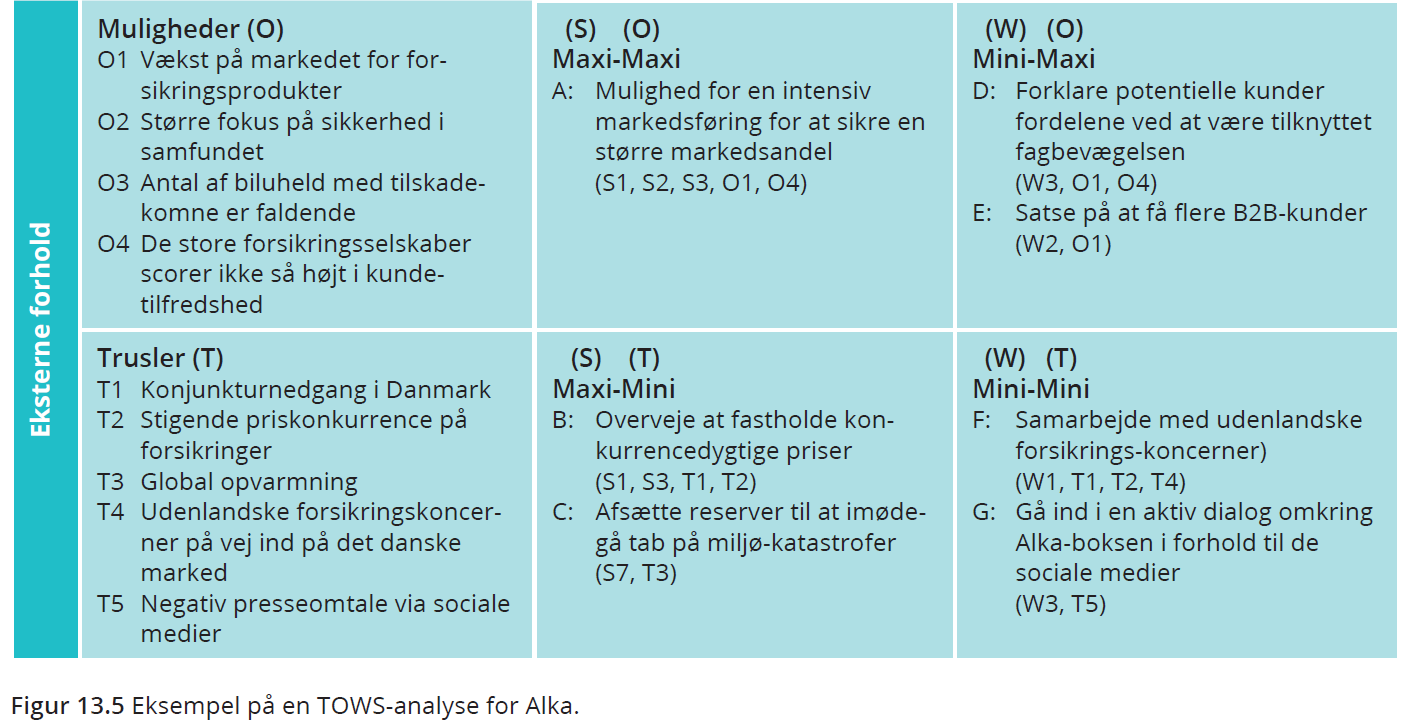 Eksterne forhold
Muligheder (O)
O1 Vækst på markedet for for-
sikringsprodukter
O2 Større fokus på sikkerhed i
samfundet
O3 Antal af biluheld med tilskade-
komne er faldende
O4 De store forsikringsselskaber
scorer ikke så højt i kunde-
tilfredshed
(S) (O)
Maxi-Maxi
A: Mulighed for en intensiv
markedsføring for at sikre en
større markedsandel
(S1, S2, S3, O1, O4)
(W) (O)
Mini-Maxi
D: Forklare potentielle kunder
fordelene ved at være tilknyttet
fagbevægelsen
(W3, O1, O4)
E: Satse på at få flere B2B-kunder
(W2, O1)
Trusler (T)
T1 Konjunkturnedgang i Danmark
T2 Stigende priskonkurrence på
forsikringer
T3 Global opvarmning
T4 Udenlandske forsikringskoncer-
ner på vej ind på det danske
marked
T5 Negativ presseomtale via sociale
medier
(S) (T)
Maxi-Mini
B: Overveje at fastholde kon-
kurrencedygtige priser
(S1, S3, T1, T2)
C: Afsætte reserver til at imøde-
gå tab på miljø-katastrofer
(S7, T3)
(W) (T)
Mini-Mini
F: Samarbejde med udenlandske
forsikrings-koncerner)
(W1, T1, T2, T4)
G: Gå ind i en aktiv dialog omkring
Alka-boksen i forhold til de
sociale medier
(W3, T5)
Figur 13.5 Eksempel på en TOWS-analyse for Alka.